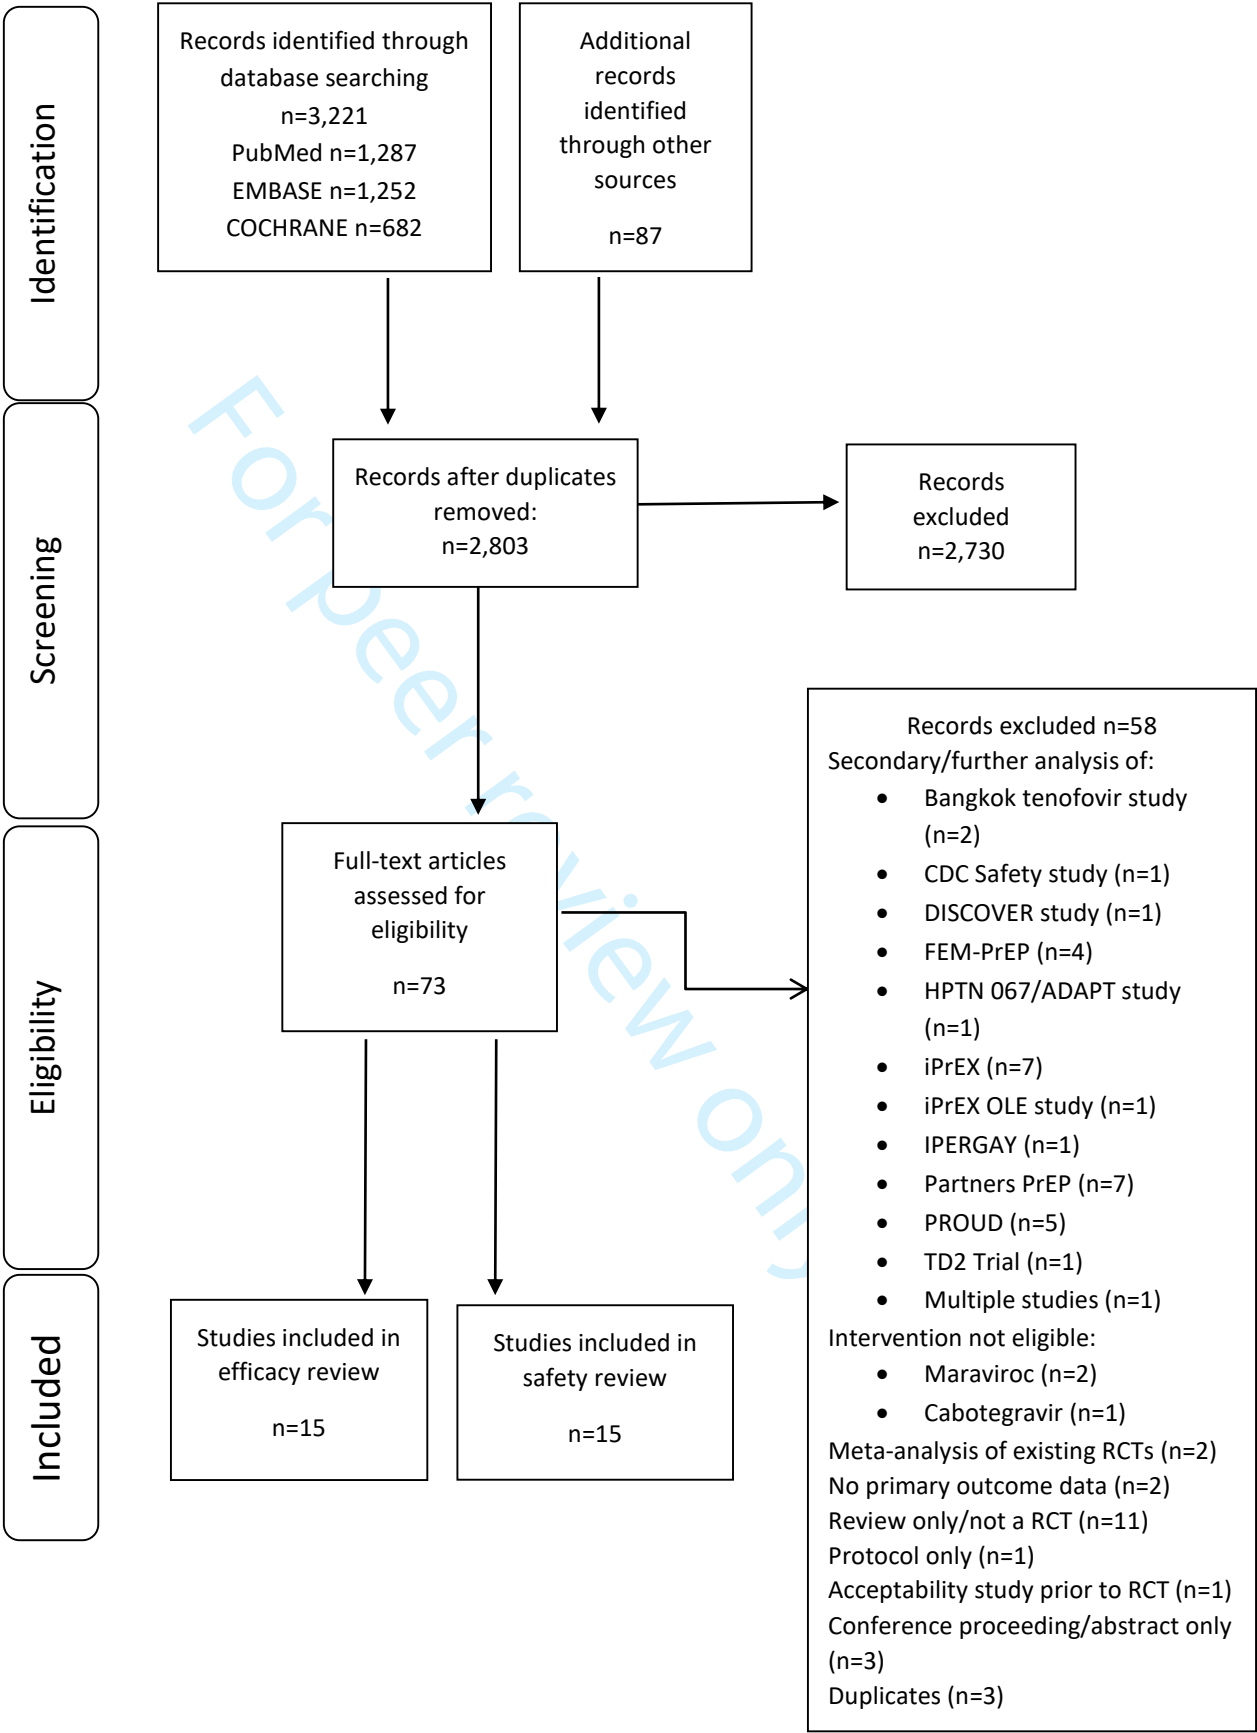 Identification
Records identified through
database searching
n=3,221
PubMed n=1,287
EMBASE n=1,252
COCHRANE n=682
Additional
records
identified
through other
sources
n=87
Screening
Records after duplicates
removed:
n=2,803
Records
excluded
n=2,730
Eligibility
Full-text articles
assessed for
eligibility
n=73
Records excluded n=58
Secondary/further analysis of:
• Bangkok tenofovir study
(n=2)
• CDC Safety study (n=1)
• DISCOVER study (n=1)
• FEM-PrEP (n=4)
• HPTN 067/ADAPT study
(n=1)
• iPrEX (n=7)
• iPrEX OLE study (n=1)
• IPERGAY (n=1)
• Partners PrEP (n=7)
• PROUD (n=5)
• TD2 Trial (n=1)
• Multiple studies (n=1)
Intervention not eligible:
• Maraviroc (n=2)
• Cabotegravir (n=1)
Meta-analysis of existing RCTs (n=2)
No primary outcome data (n=2)
Review only/not a RCT (n=11)
Protocol only (n=1)
Acceptability study prior to RCT (n=1)
Conference proceeding/abstract only
(n=3)
Duplicates (n=3)
Included
Studies included in
efficacy review
n=15
Studies included in
safety review
n=15
For peer review only